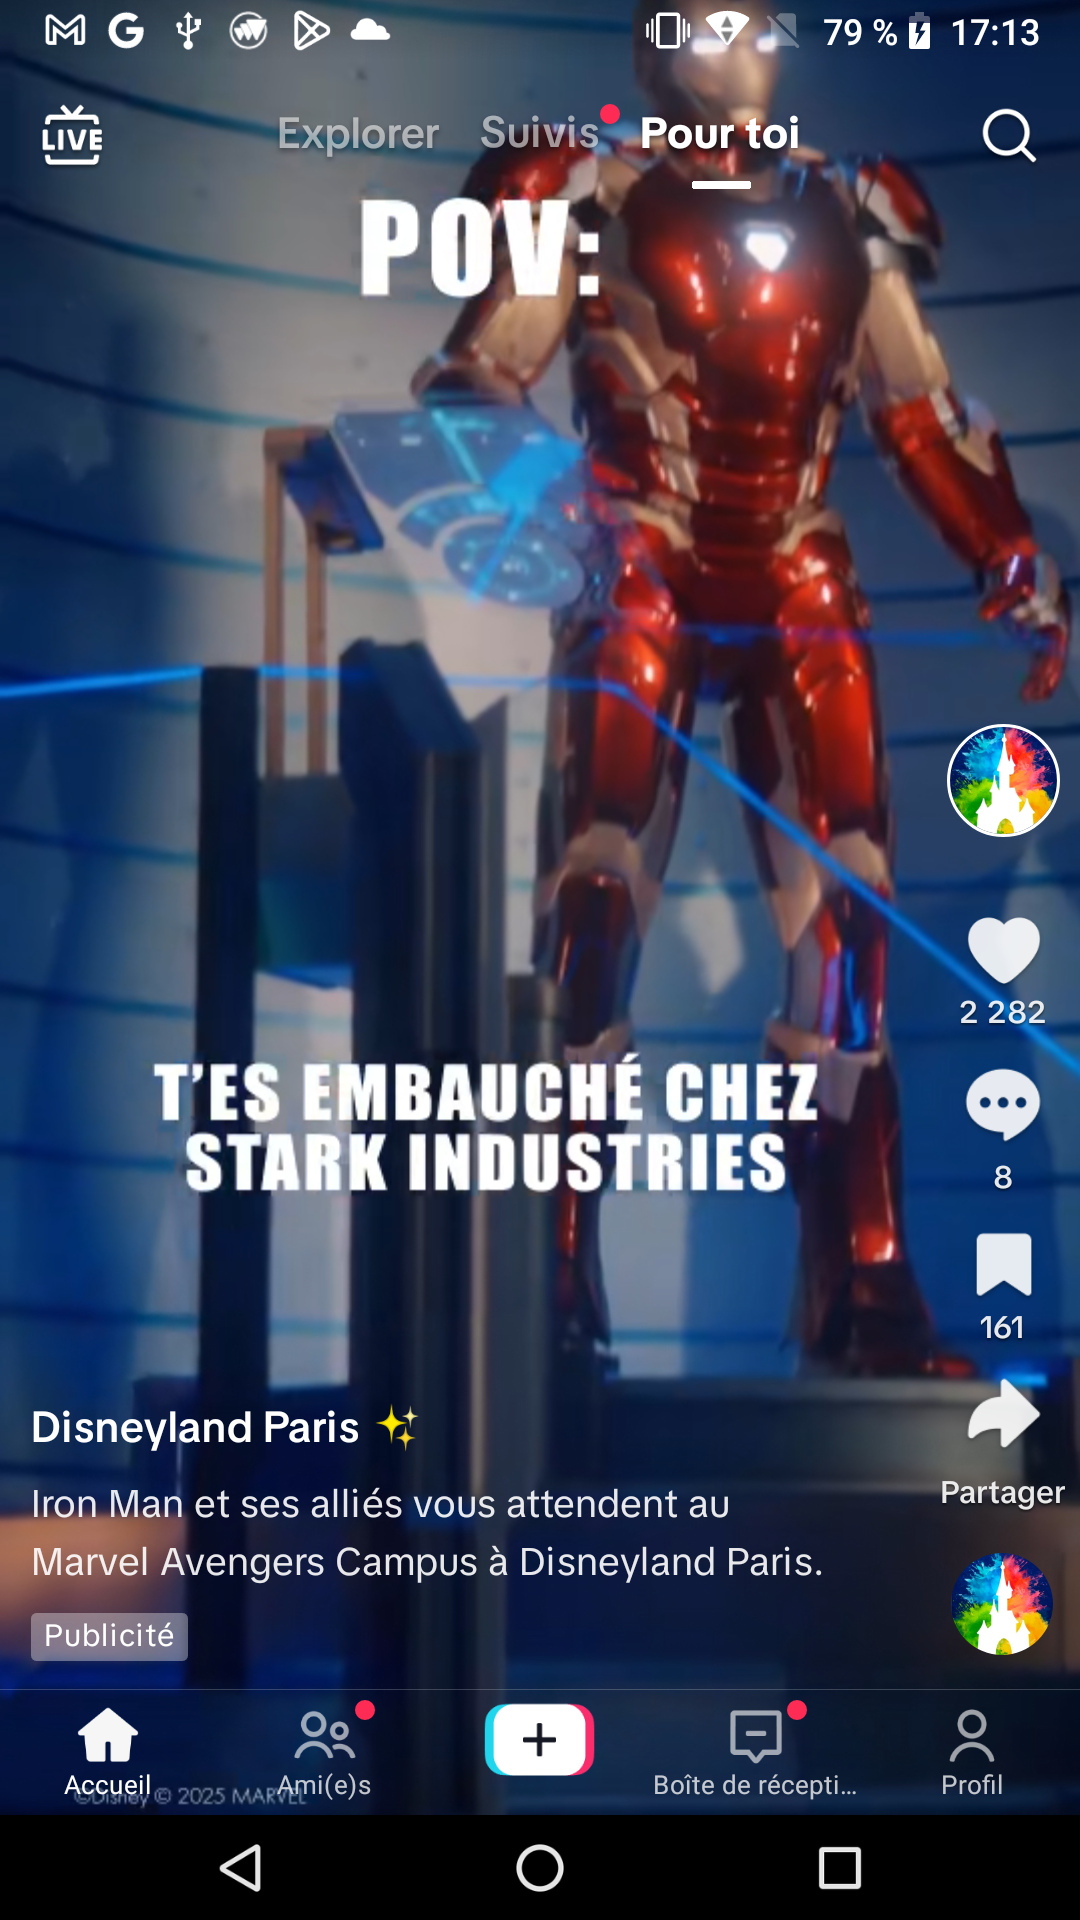 79 % 17:13
LIVE Explorer Suivis Pour toi
POV:
2 282
T'ES EMBAUCHÉ CHEZ
STARK INDUSTRIES
8
161
Disneyland Paris ✨
Partager
Iron Man et ses alliés vous attendent au
Marvel Avengers Campus à Disneyland Paris.
Publicité
Accueil Ami(e)s Boîte de récepti... Profil
©Disney © 2025 MARVEL